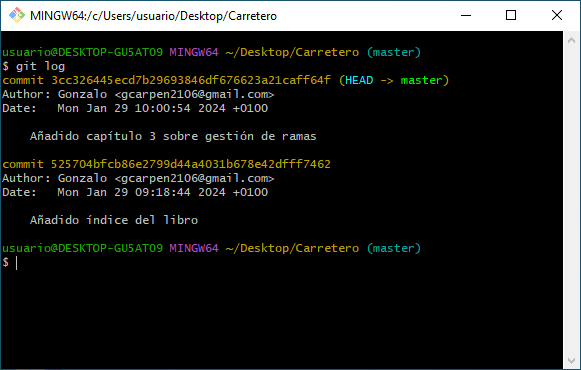 MINGW64:/c/Users/usuario/Desktop/Carretero
usuario@DESKTOP-GU5AT09 MINGW64 ~/Desktop/Carretero (master)
$ git log
commit 3cc326445ecd7b29693846df676623a21caff64f (HEAD -> master)
Author: Gonzalo <gcarpen2106@gmail.com>
Date:   Mon Jan 29 10:00:54 2024 +0100
Añadido capítulo 3 sobre gestión de ramas
commit 525704bfcb86e2799d44a4031b678e42dfff7462
Author: Gonzalo <gcarpen2106@gmail.com>
Date:   Mon Jan 29 09:18:44 2024 +0100
Añadido índice del libro
usuario@DESKTOP-GU5AT09 MINGW64 ~/Desktop/Carretero (master)
$